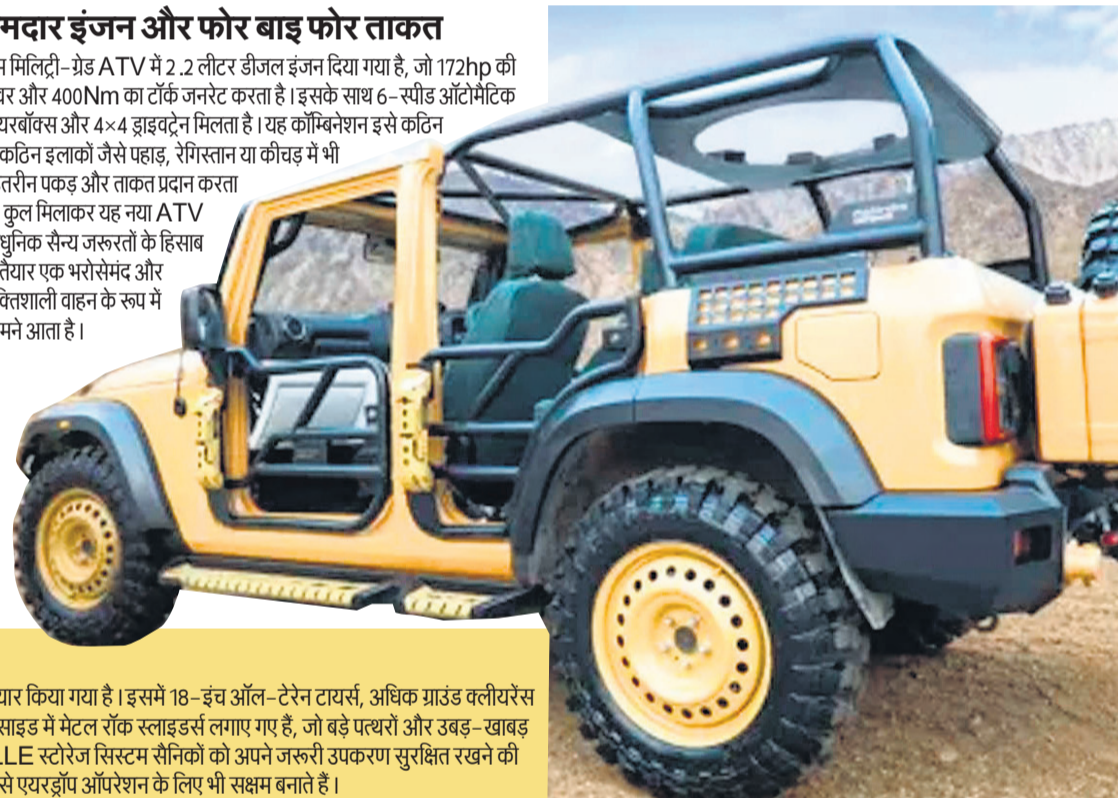 मदार इंजन और फोर बाइ फोर ताकत
मिलिट्री-ग्रेड ATV में 2.2 लीटर डीजल इंजन दिया गया है, जो 172hp की
वर और 400Nm का टॉर्क जनरेट करता है। इसके साथ 6-स्पीड ऑटोमैटिक
यरबॉक्स और 4×4 ड्राइवट्रेन मिलता है। यह कॉम्बिनेशन इसे कठिन
कठिन इलाकों जैसे पहाड़, रेगिस्तान या कीचड़ में भी
तरीन पकड़ और ताकत प्रदान करता
कुल मिलाकर यह नया ATV
धुनिक सैन्य जरूरतों के हिसाब
तैयार एक भरोसेमंद और
क्तिशाली वाहन के रूप में
मने आता है।
यार किया गया है। इसमें 18-इंच ऑल-टेरेन टायर्स, अधिक ग्राउंड क्लीयरेंस
साइड में मेटल रॉक स्लाइडर्स लगाए गए हैं, जो बड़े पत्थरों और उबड़-खाबड़
LLE स्टोरेज सिस्टम सैनिकों को अपने जरूरी उपकरण सुरक्षित रखने की
से एयरड्रॉप ऑपरेशन के लिए भी सक्षम बनाते हैं।